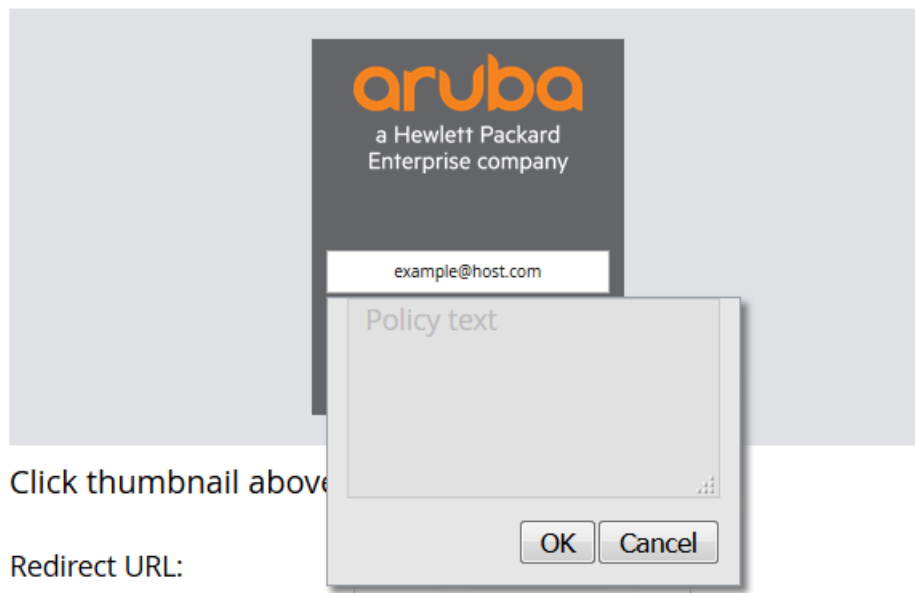 aruba
a Hewlett Packard
Enterprise company
example@host.com
Policy text
OK Cancel
Click thumbnail above
Redirect URL: